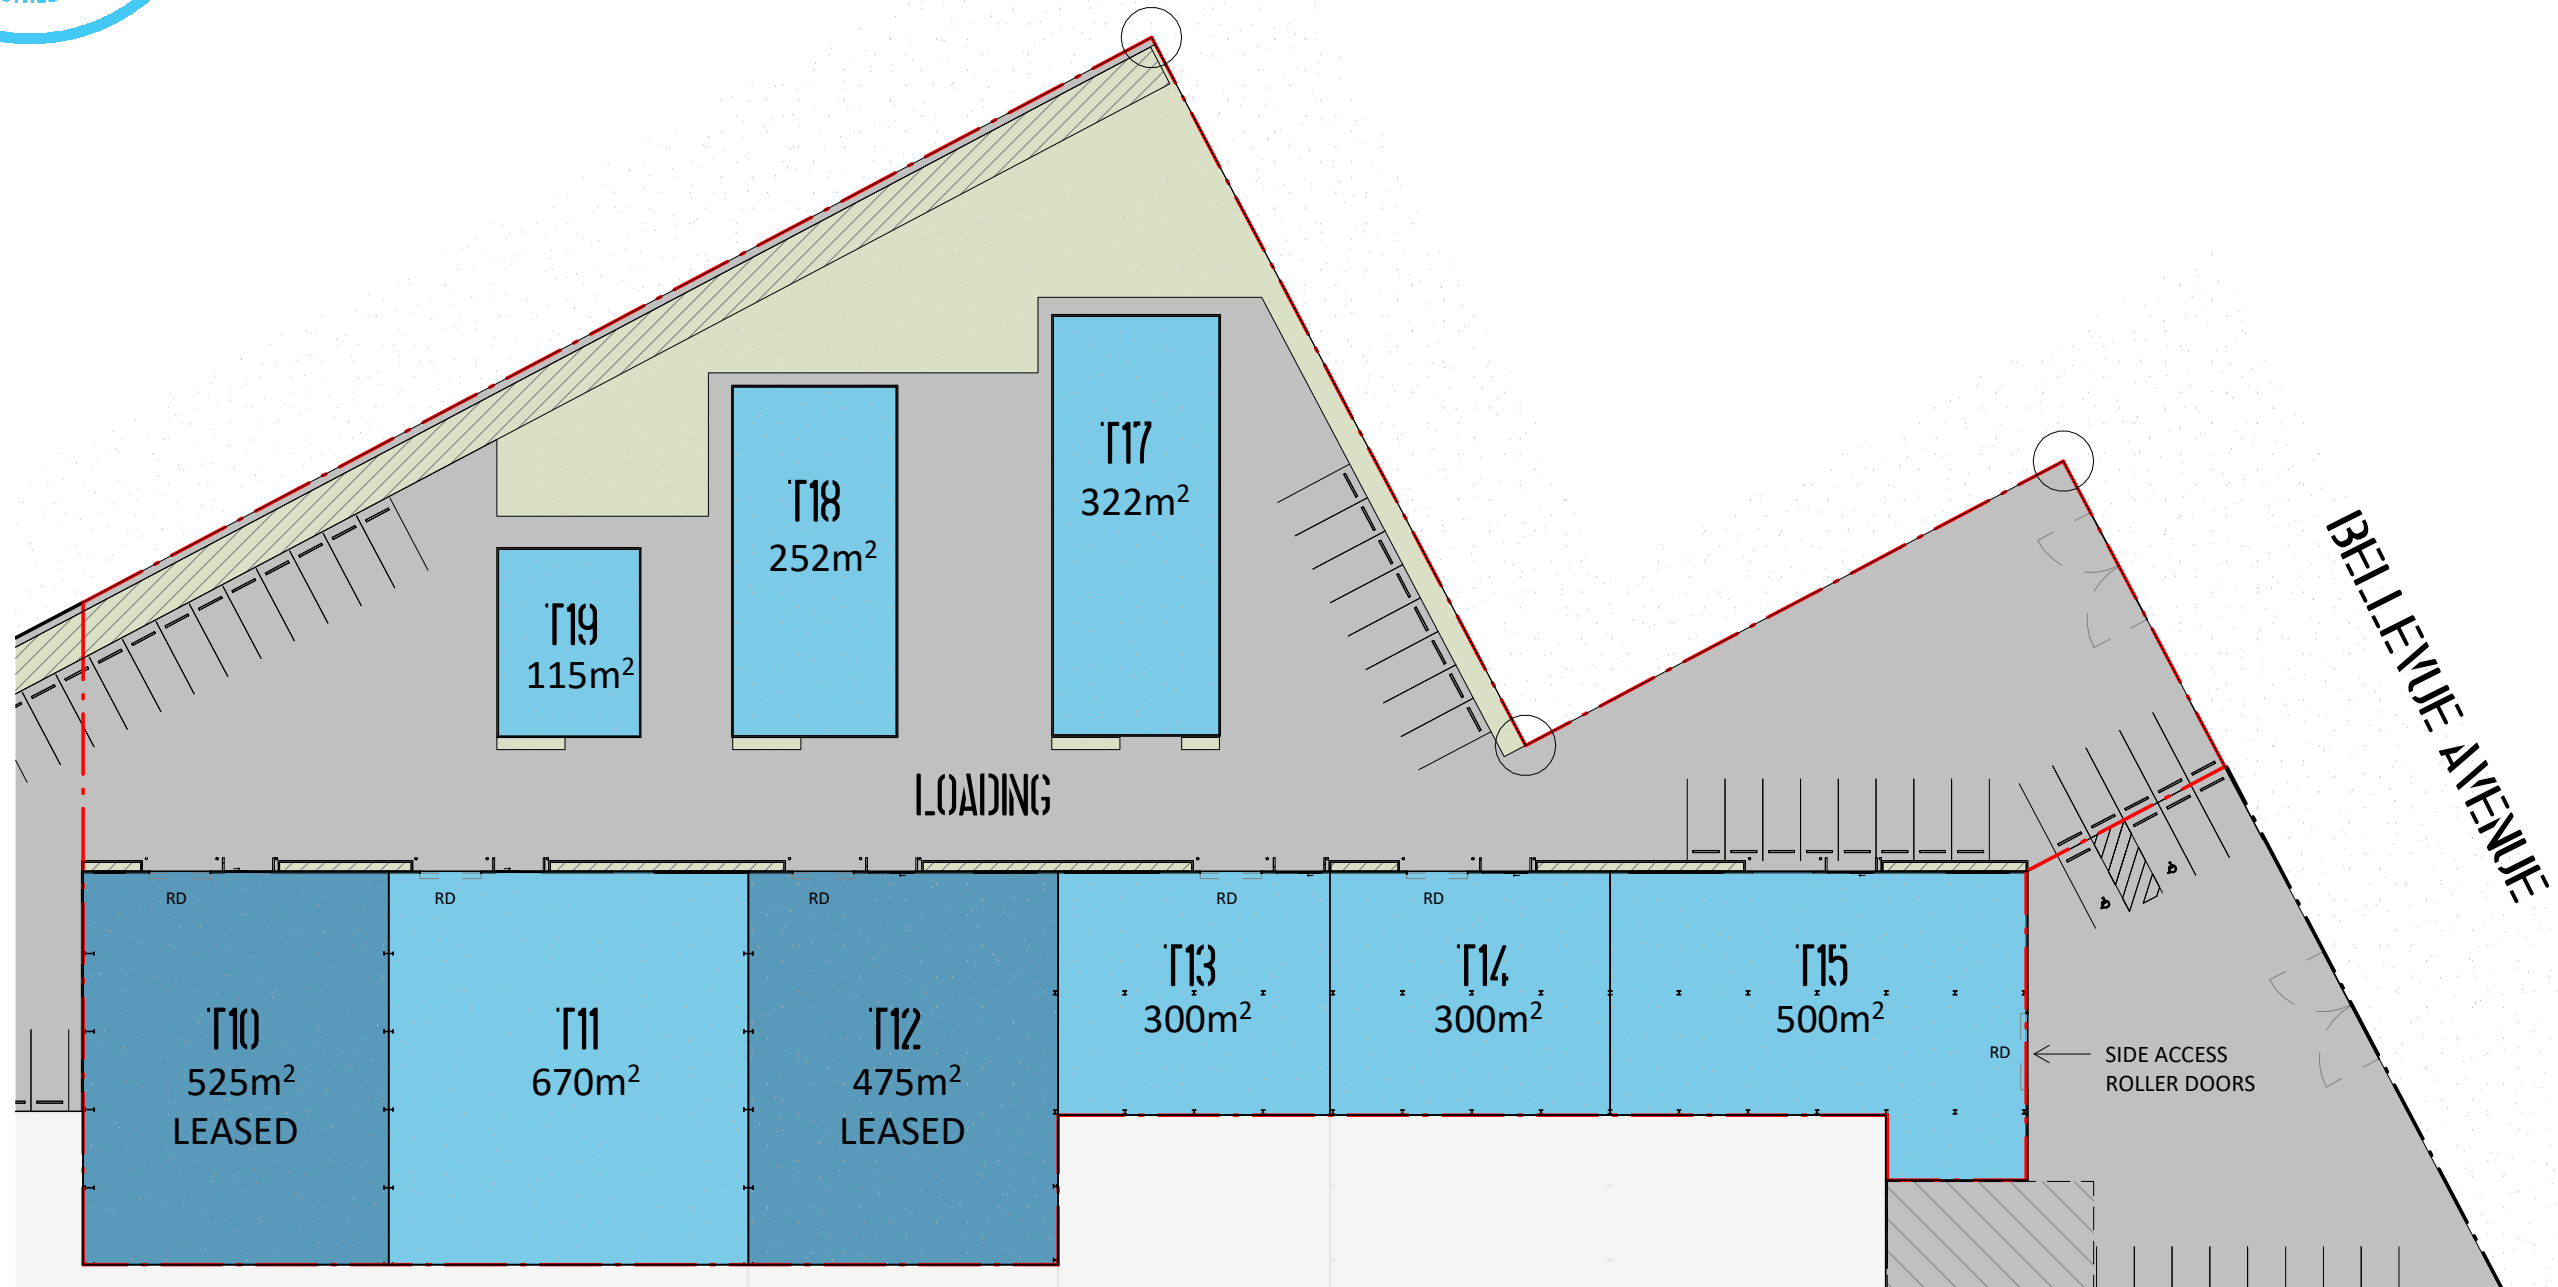 T17
322m²
T18
252m²
T19
115m²
BELLEVUE AVENUE
LOADING
RD
RD
RD
RD
RD
T10
525m²
LEASED
T11
670m²
T12
475m²
LEASED
T13
300m²
T14
300m²
T15
500m²
RD
SIDE ACCESS
ROLLER DOORS